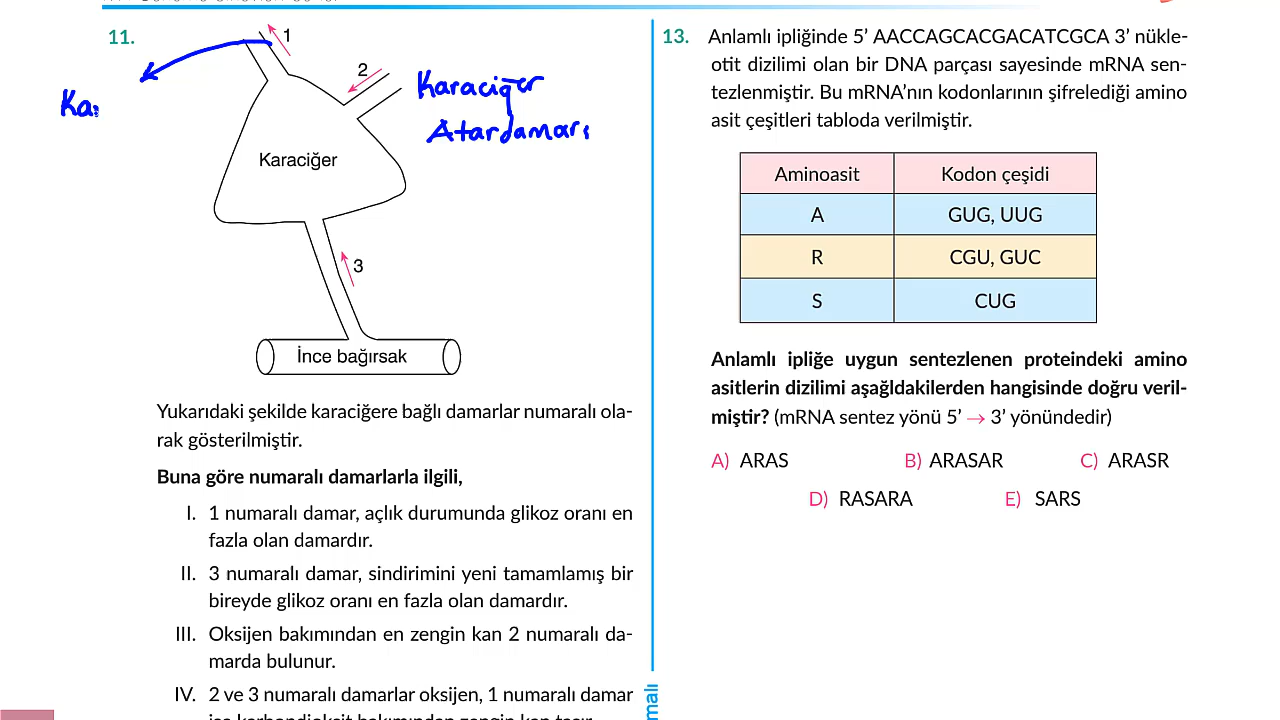 11.
1
2
Karaciğer
Atardamarı
Ka
Karaciğer
3
İnce bağırsak
Yukarıdaki şekilde karaciğere bağlı damarlar numaralı ola-
rak gösterilmiştir.
Buna göre numaralı damarlarla ilgili,
I. 1 numaralı damar, açlık durumunda glikoz oranı en
fazla olan damardır.
II. 3 numaralı damar, sindirimini yeni tamamlamış bir
bireyde glikoz oranı en fazla olan damardır.
III. Oksijen bakımından en zengin kan 2 numaralı da-
marda bulunur.
IV. 2 ve 3 numaralı damarlar oksijen, 1 numaralı damar
13. Anlamlı ipliğinde 5’ AACCAGCACGACATCGCA 3’ nükle-
otit dizilimi olan bir DNA parçası sayesinde mRNA sen-
tezlenmiştir. Bu mRNA’nın kodonlarının şifrelediği amino
asit çeşitleri tabloda verilmiştir.
Aminoasit Kodon çeşidi
A GUG, UUG
R CGU, GUC
S CUG
Anlamlı ipliğe uygun sentezlenen proteindeki amino
asitlerin dizilimi aşağldakilerden hangisinde doğru veril-
miştir? (mRNA sentez yönü 5’ → 3’ yönündedir)
A) ARAS B) ARASAR C) ARASR
D) RASARA E) SARS
malı